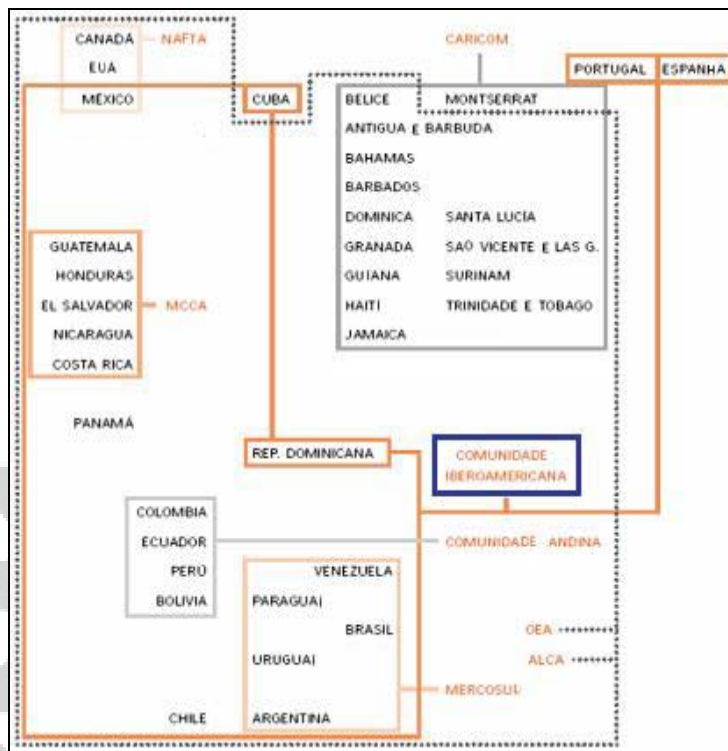 CANADÁ NAFTA CARICOM
EUA PORTUGAL ESPANHA
MÉXICO CUBA BELICE MONTSERRAT
ANTIGUA E BARBUDA
BAHAMAS
BARBADOS
DOMINICA SANTA LUCÍA
GUATEMALA GRANADA SAO VICENTE E LAS G.
HONDURAS GUIANA SURINAM
EL SALVADOR MCCA HAITÍ TRINIDADE E TOBAGO
NICARAGUA JAMAICA
COSTA RICA
PANAMÁ
REP. DOMINICANA COMUNIDADE
IBEROAMERICANA
COLOMBIA
ECUADOR COMUNIDADE ANDINA
PERÚ VENEZUELA
BOLIVIA PARAGUAI
BRASIL OEA
URUGUAI ALCA
MERCOSUL
CHILE ARGENTINA